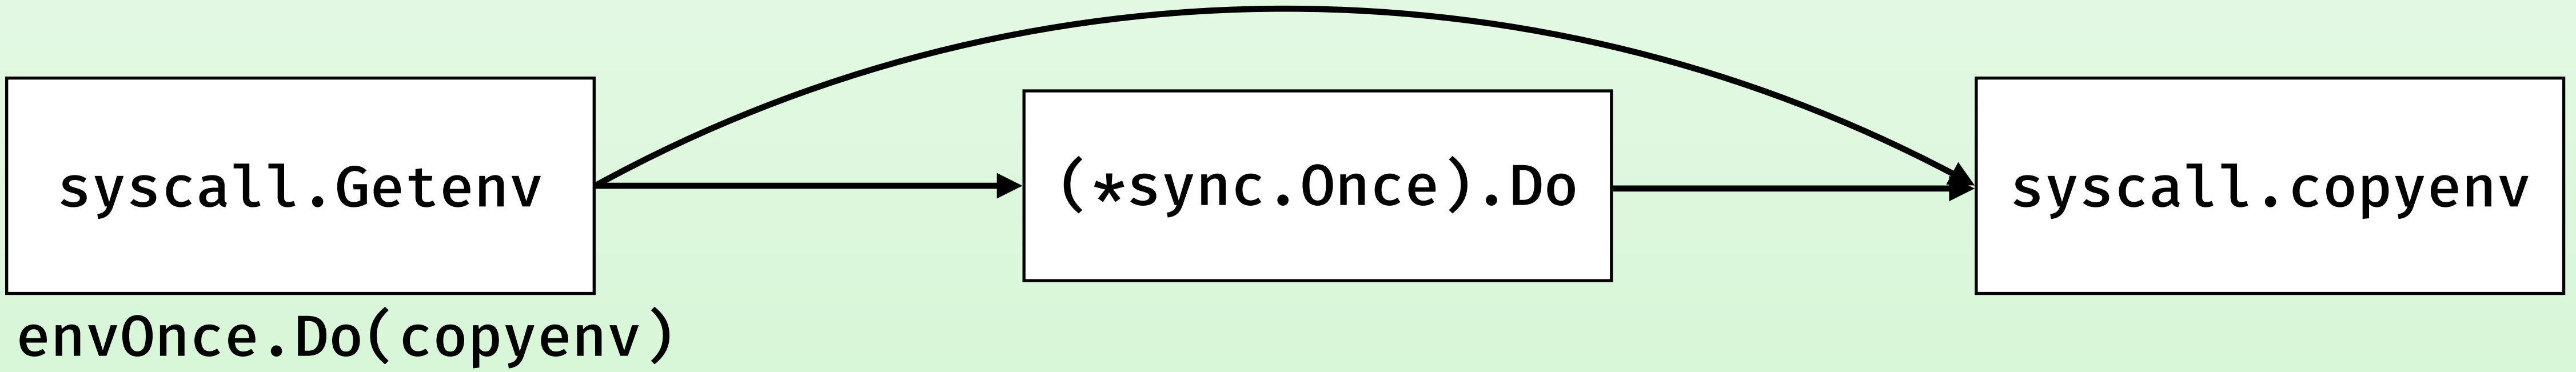 syscall.Getenv
(*sync.Once).Do
syscall.copyenv
envOnce.Do(copyenv)